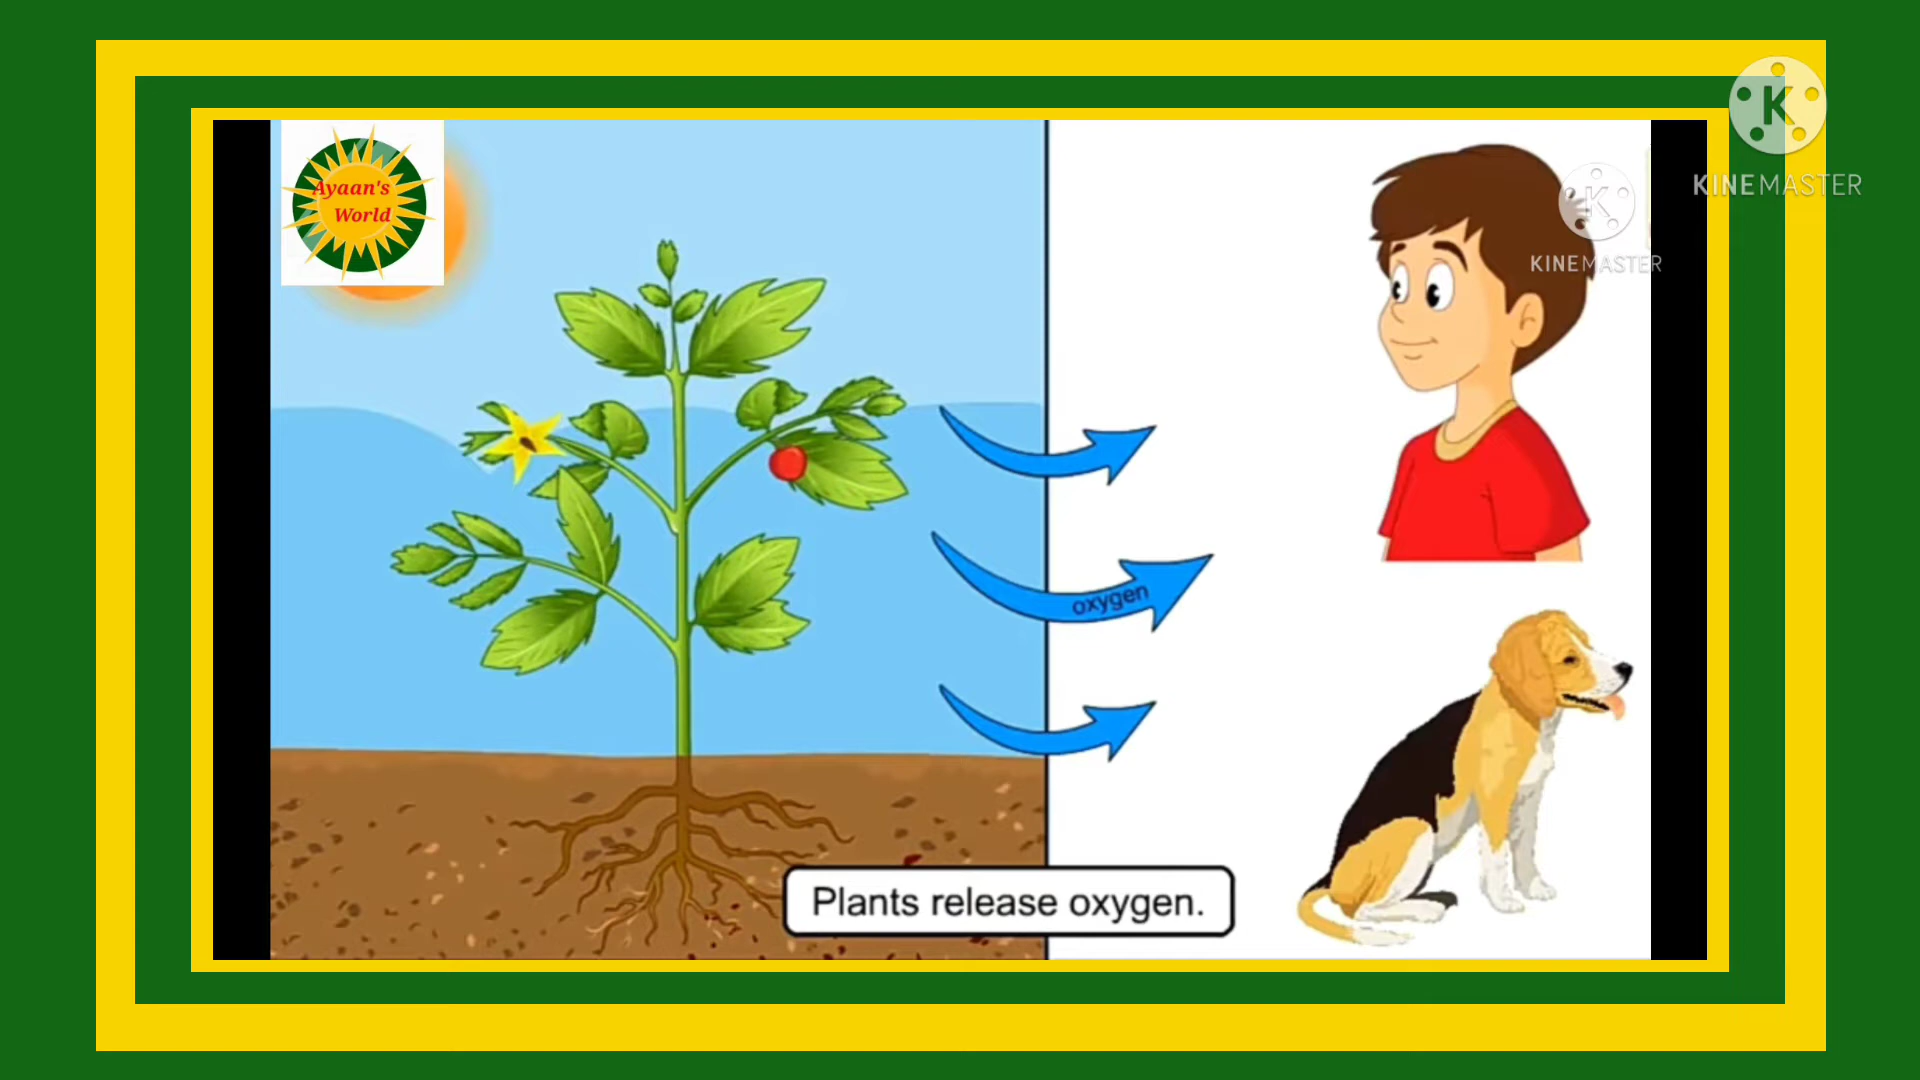 Ayaan's
World
KINEMASTER
KINEMASTER
oxygen
Plants release oxygen.